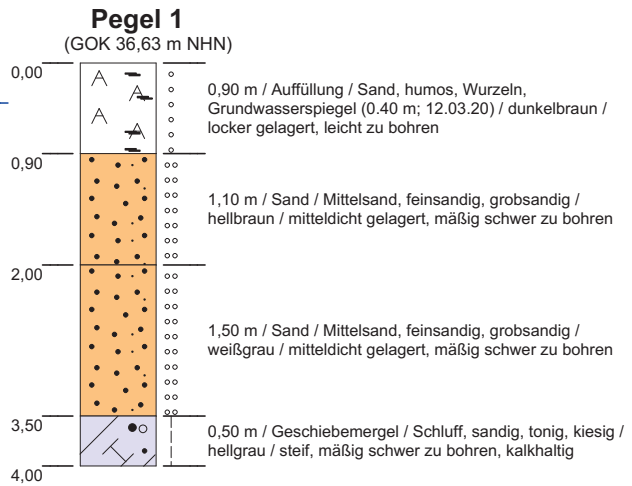 Pegel 1
(GOK 36,63 m NHN)
0,00
0,90 m / Auffüllung / Sand, humos, Wurzeln,
Grundwasserspiegel (0.40 m; 12.03.20) / dunkelbraun /
locker gelagert, leicht zu bohren
0,90
1,10 m / Sand / Mittelsand, feinsandig, grobsandig /
hellbraun / mitteldicht gelagert, mäßig schwer zu bohren
2,00
1,50 m / Sand / Mittelsand, feinsandig, grobsandig /
weißgrau / mitteldicht gelagert, mäßig schwer zu bohren
3,50
0,50 m / Geschiebemergel / Schluff, sandig, tonig, kiesig /
hellgrau / steif, mäßig schwer zu bohren, kalkhaltig
4,00